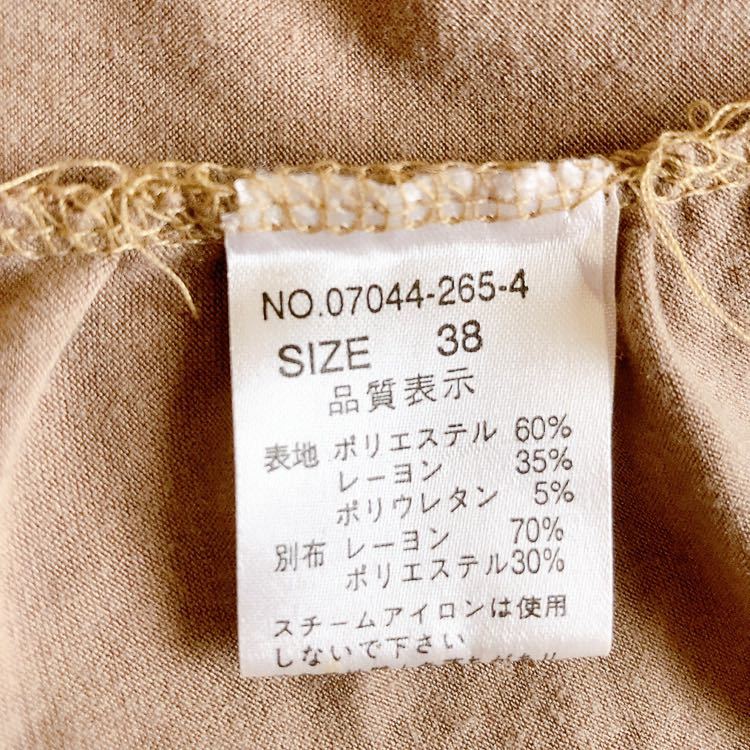 NO.07044-265-4
SIZE 38
品質表示
表地 ポリエステル 60%
レーヨン 35%
ポリウレタン 5%
別布 レーヨン 70%
ポリエステル 30%
スチームアイロンは使用
しないで下さい